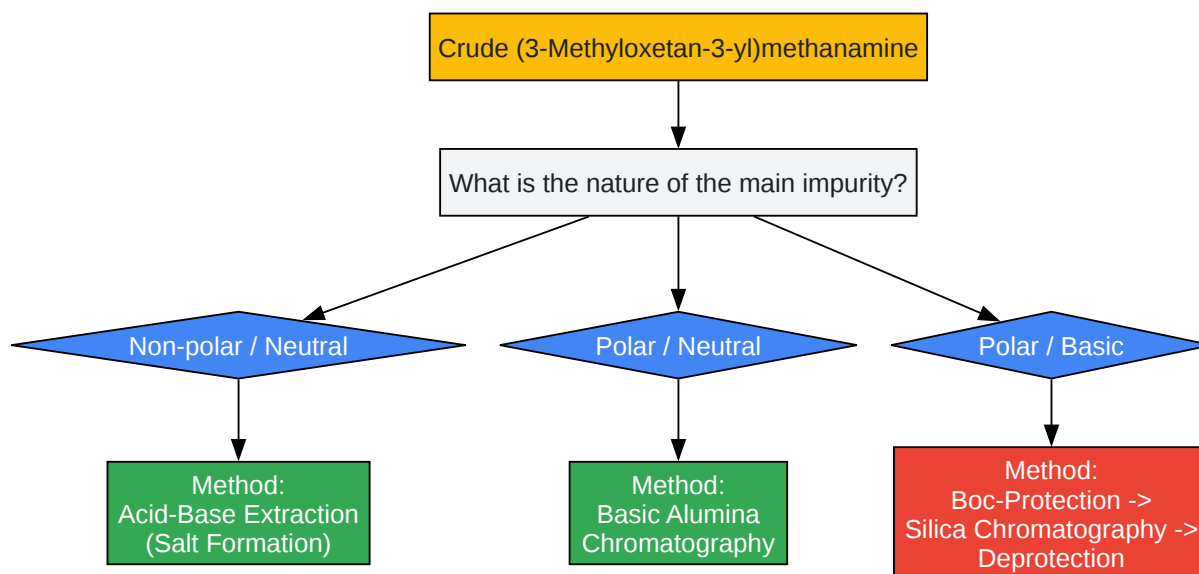 Crude (3-Methyloxetan-3-yl)methanamine
What is the nature of the main impurity?
Non-polar / Neutral
Polar / Neutral
Polar / Basic
Method:
Acid-Base Extraction
(Salt Formation)
Method:
Basic Alumina
Chromatography
Method:
Boc-Protection ->
Silica Chromatography ->
Deprotection